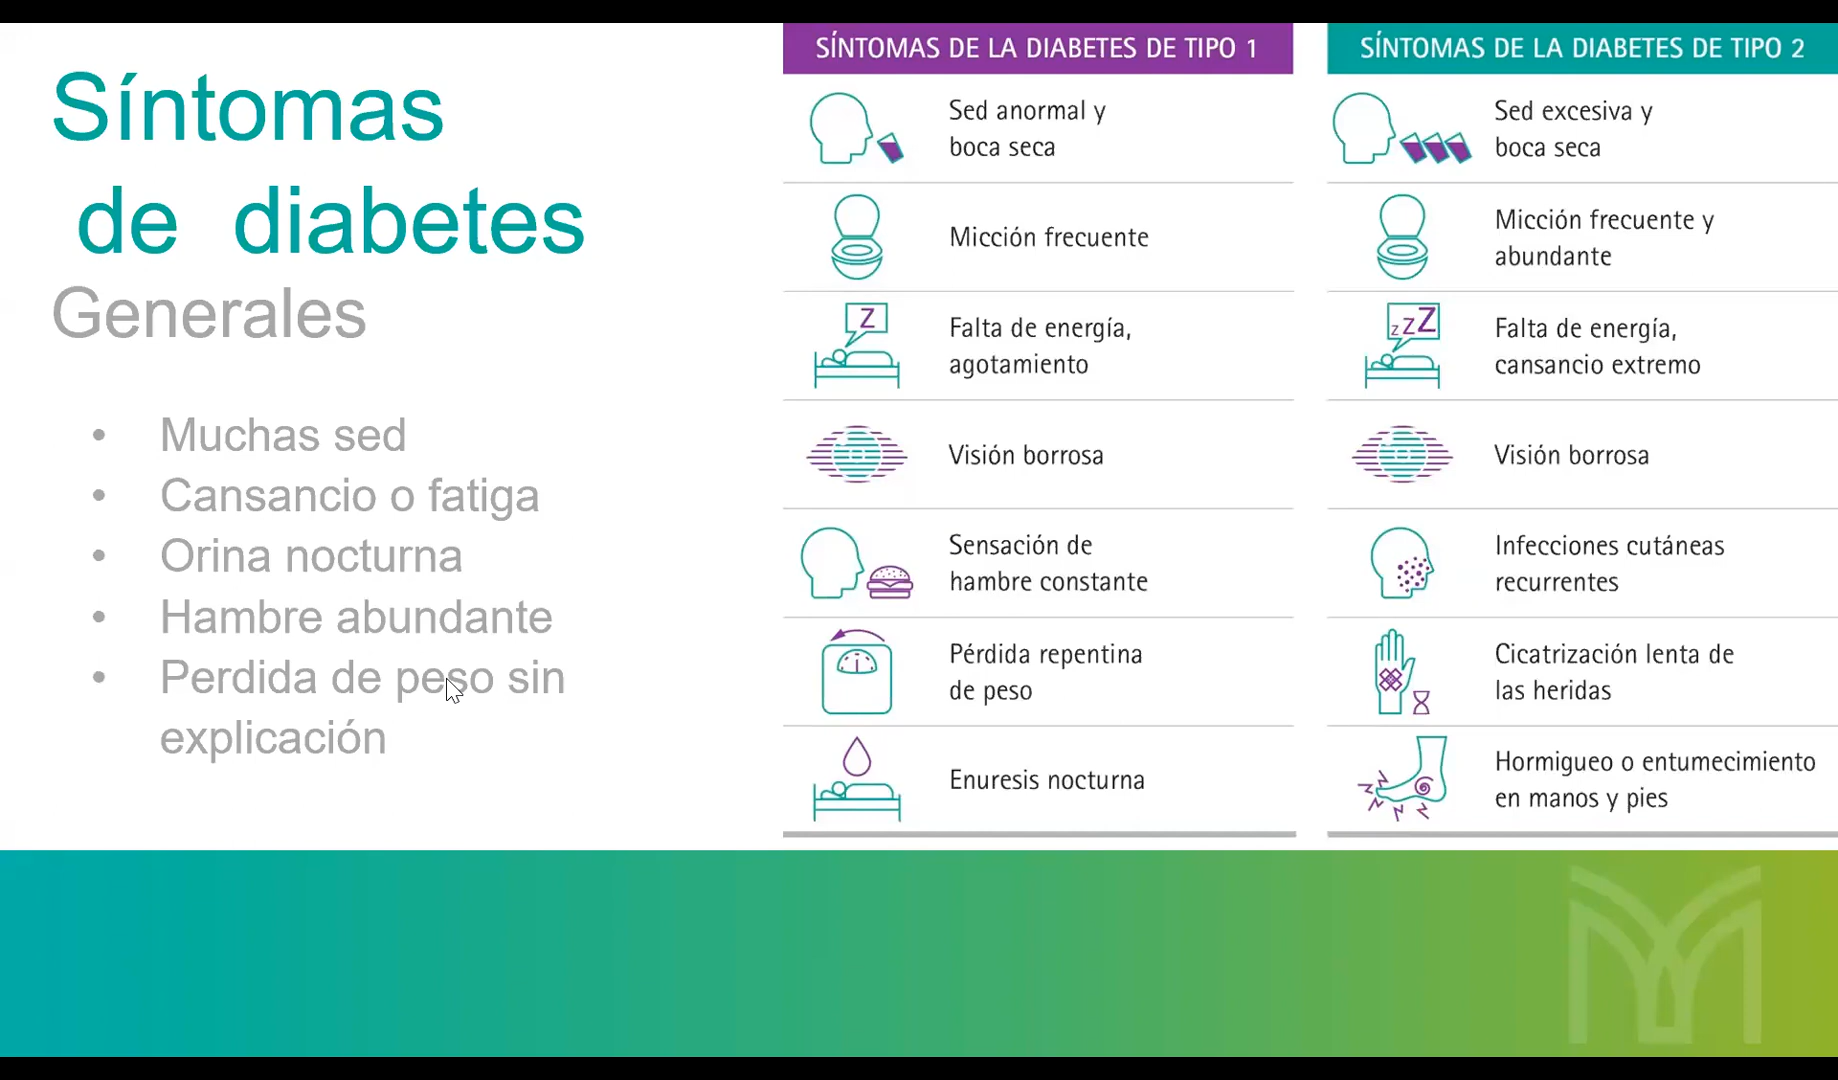 Síntomas
de diabetes
Generales
• Muchas sed
• Cansancio o fatiga
• Orina nocturna
• Hambre abundante
• Perdida de peso sin
explicación
SÍNTOMAS DE LA DIABETES DE TIPO 1
Sed anormal y
boca seca
Micción frecuente
Z
Falta de energía,
agotamiento
Visión borrosa
Sensación de
hambre constante
Pérdida repentina
de peso
Enuresis nocturna
SÍNTOMAS DE LA DIABETES DE TIPO 2
Sed excesiva y
boca seca
Micción frecuente y
abundante
zZZ
Falta de energía,
cansancio extremo
Visión borrosa
Infecciones cutáneas
recurrentes
Cicatrización lenta de
las heridas
Hormigueo o entumecimiento
en manos y pies